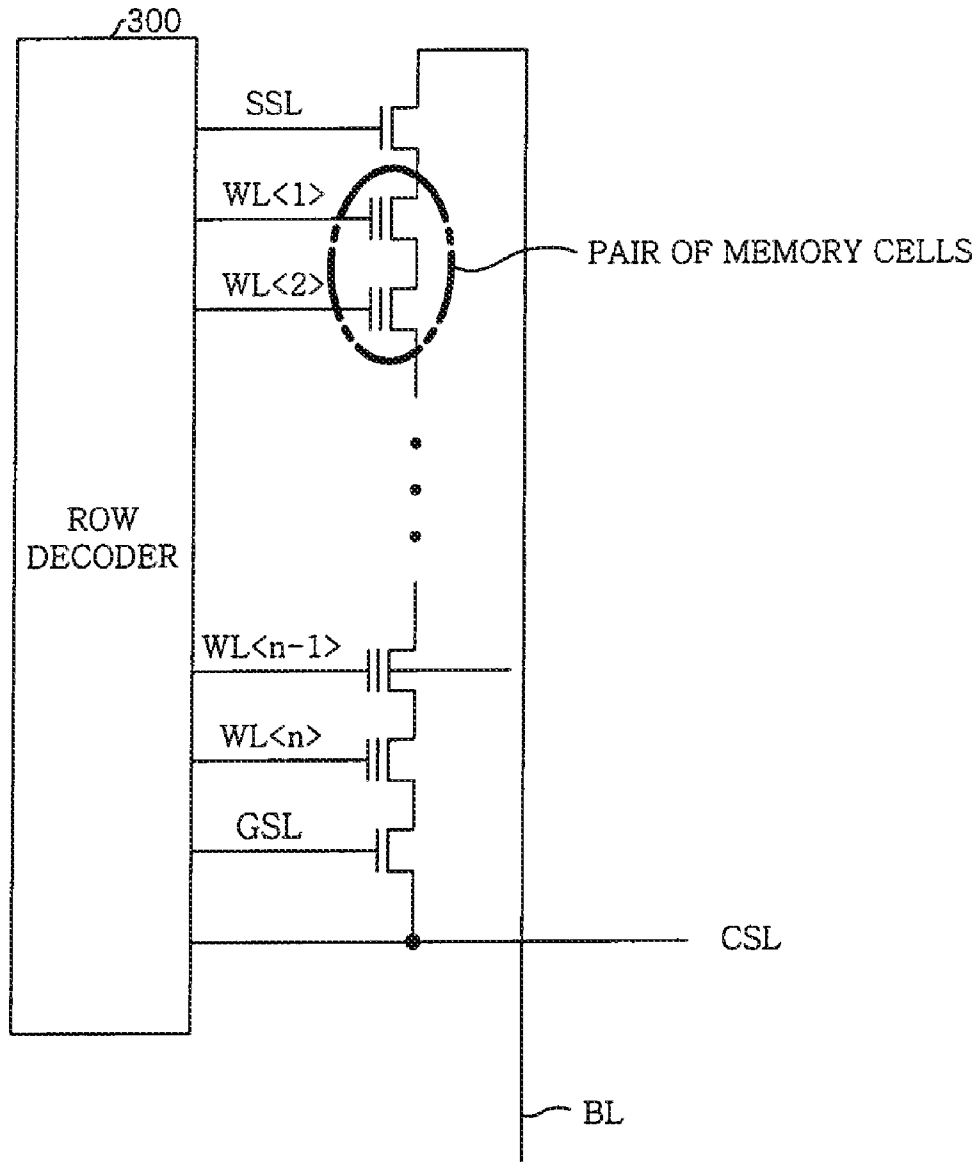 300
SSL
WL<1>
PAIR OF MEMORY CELLS
WL<2>
ROW
DECODER
WL<n-1>
WL<n>
GSL
CSL
BL